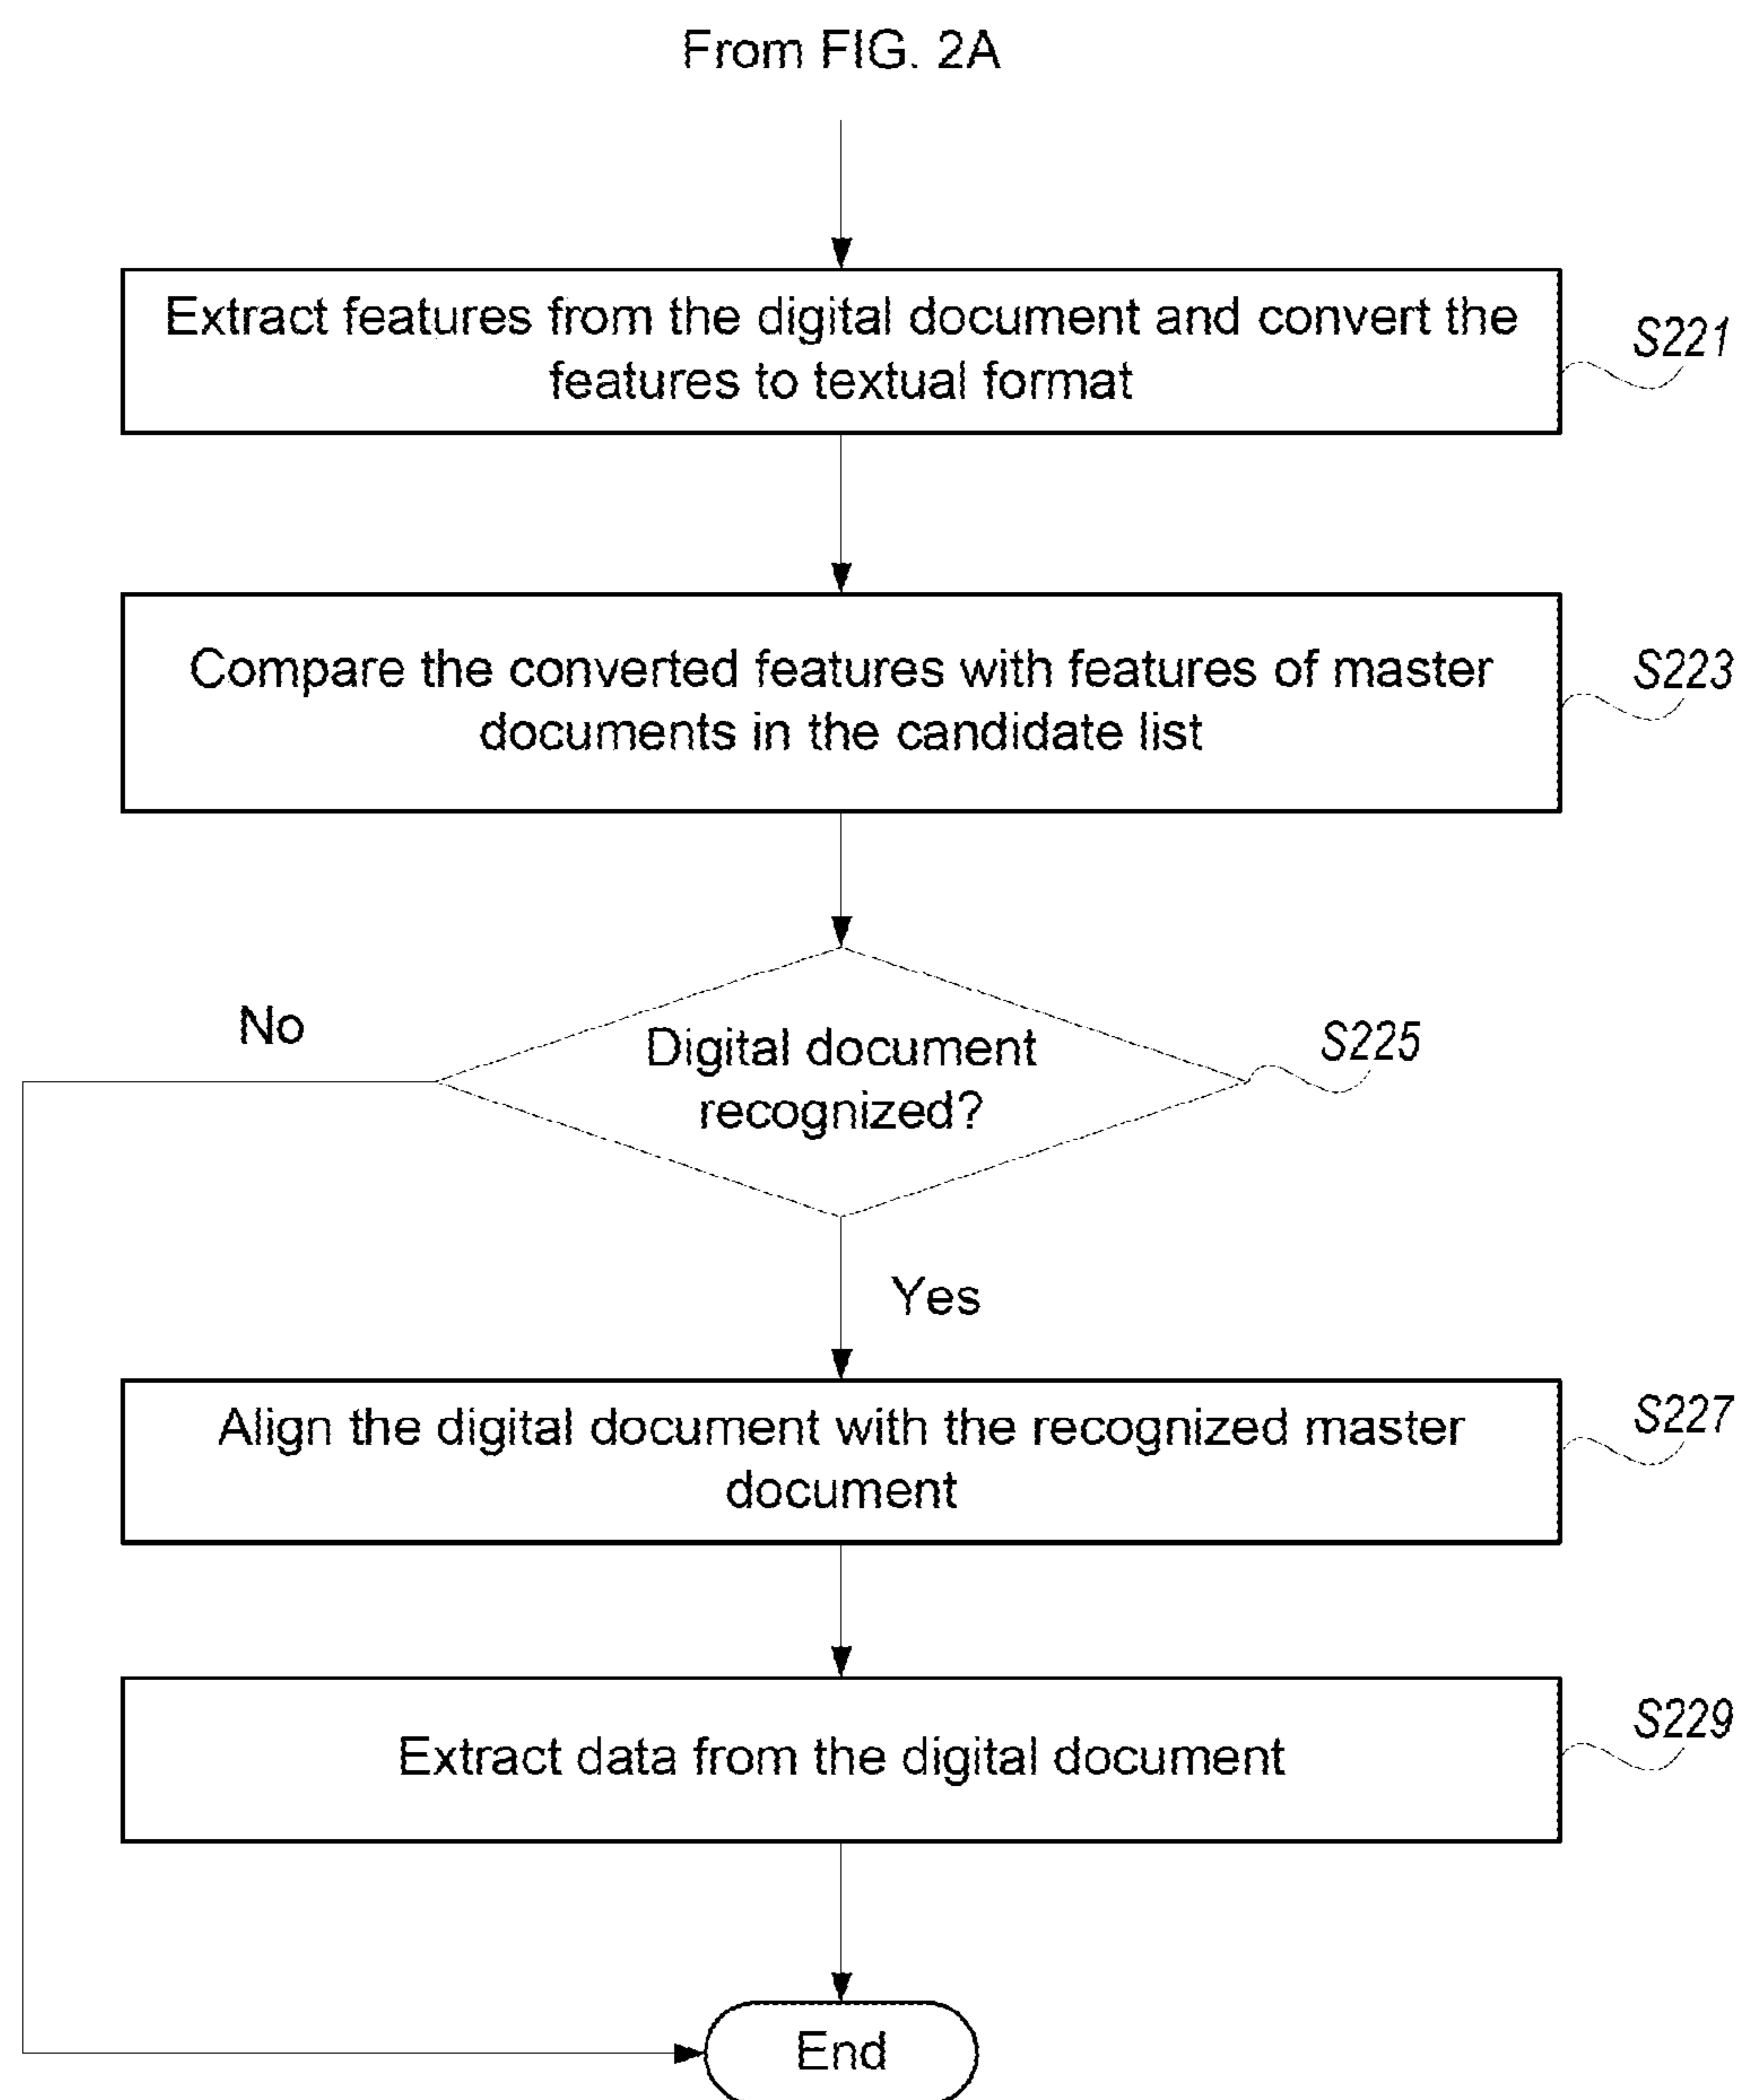 From FIG. 2A
Extract features from the digital document and convert the
features to textual format
S221
Compare the converted features with features of master
documents in the candidate list
S223
No
Digital document
recognized?
S225
Yes
Align the digital document with the recognized master
document
S227
Extract data from the digital document
S229
End